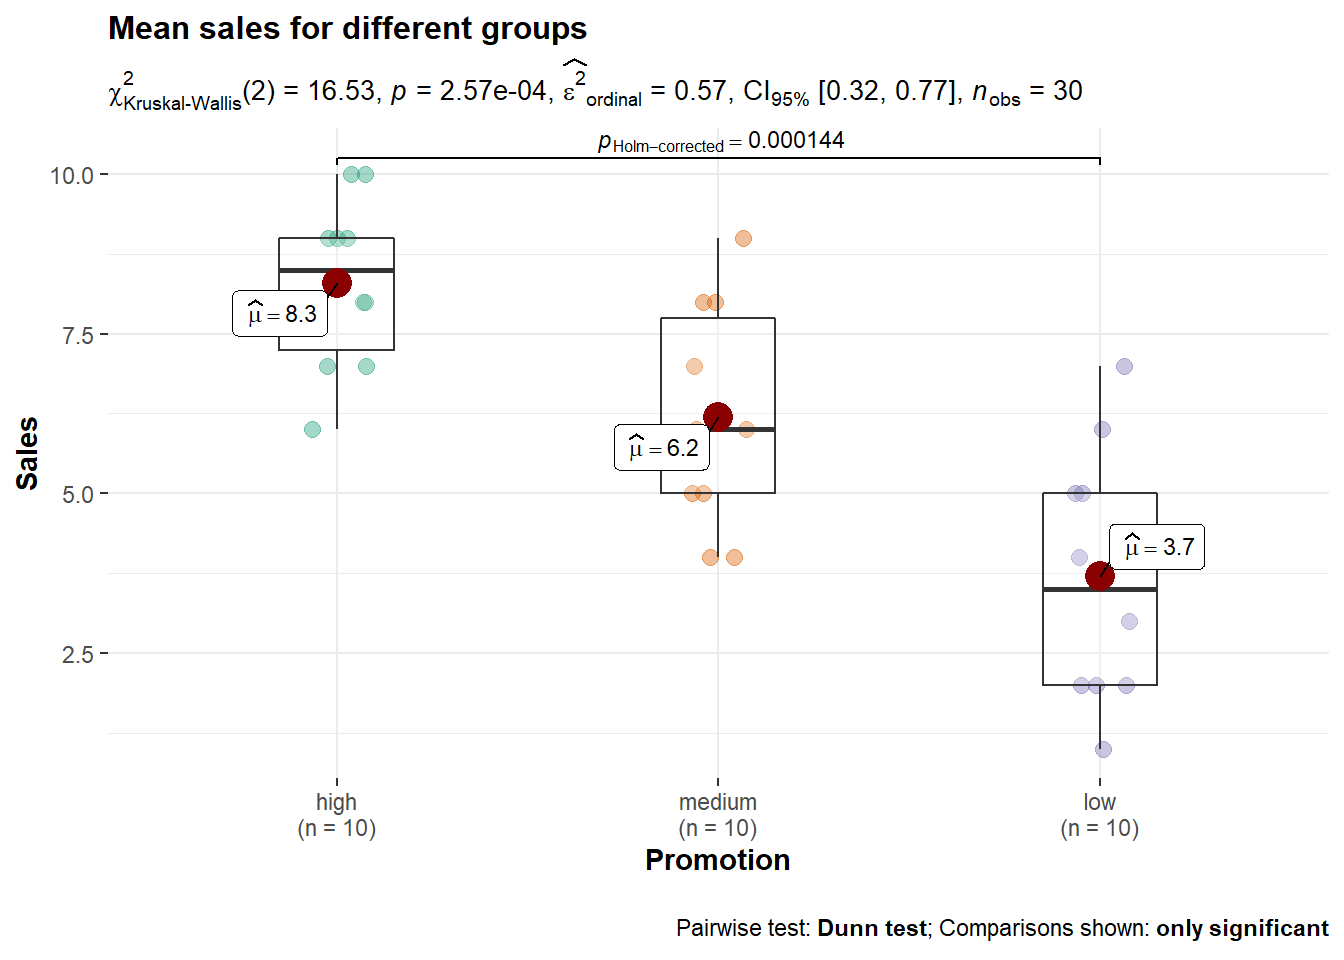 Mean sales for different groups
χ²Kruskal-Wallis(2) = 16.53, p = 2.57e-04, ε̂²ordinal = 0.57, CI95% [0.32, 0.77], nobs = 30
pHolm−corrected = 0.000144
10.0
7.5
5.0
2.5
Sales
μ̂ = 8.3
μ̂ = 6.2
μ̂ = 3.7
high
(n = 10)
medium
(n = 10)
low
(n = 10)
Promotion
Pairwise test: Dunn test; Comparisons shown: only significant